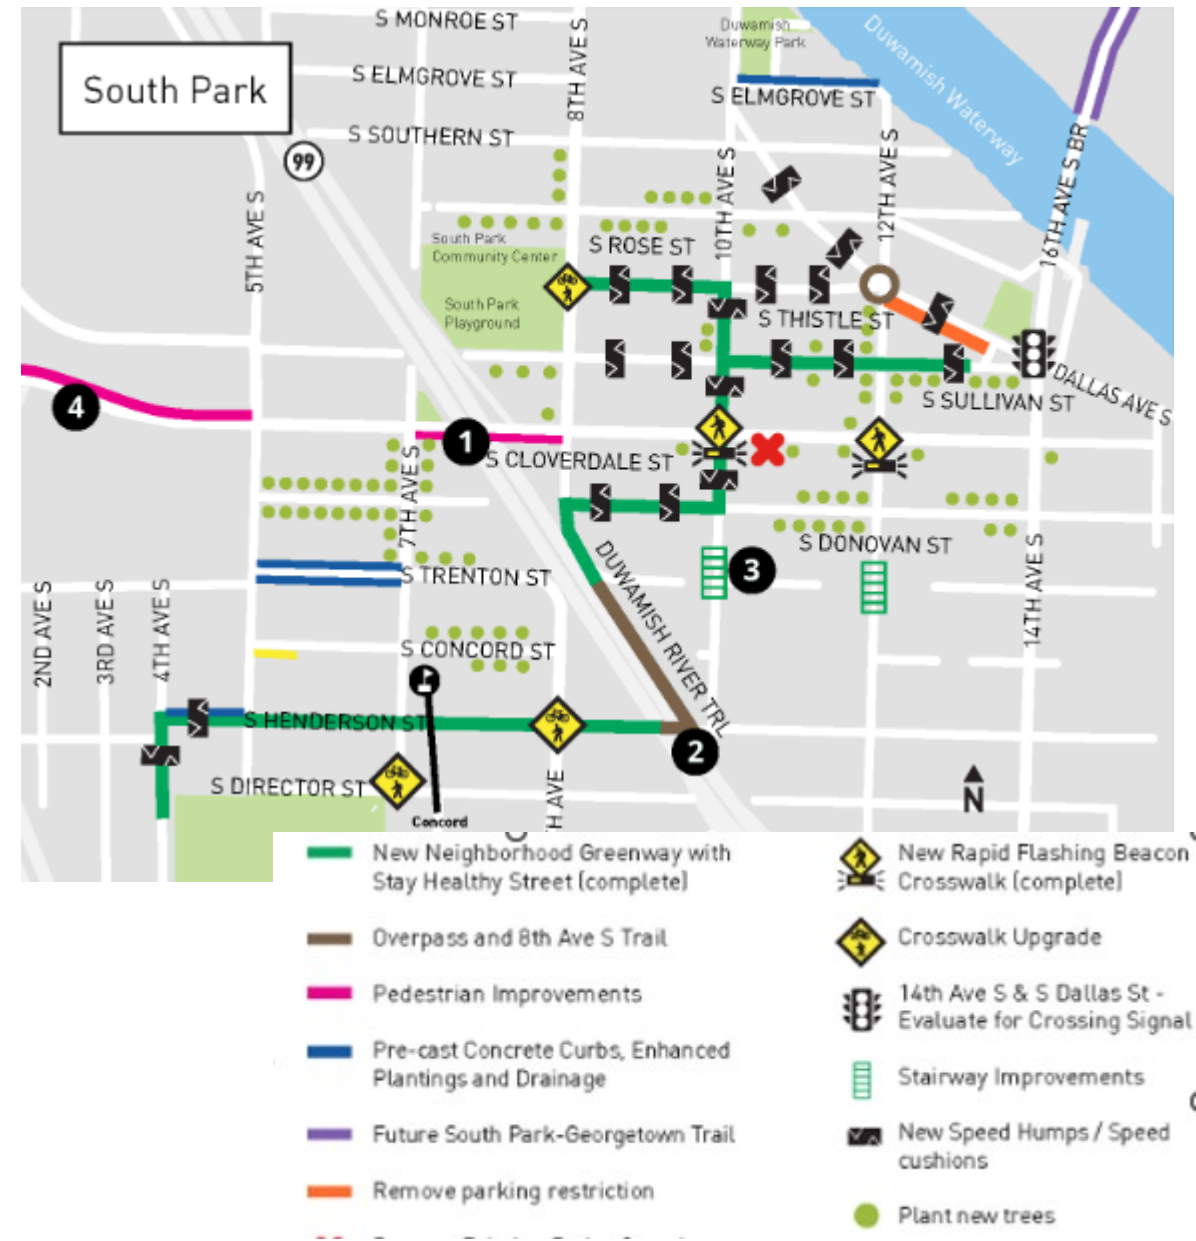 South Park
99
S MONROE ST
S ELMGROVE ST
S SOUTHERN ST
8TH AVE S
Duwamish
Waterway Park
Duwamish Waterway
S ELMGROVE ST
10TH AVE S
12TH AVE S
16TH AVE S BR
5TH AVE S
South Park
Community Center
South Park
Playground
S ROSE ST
S THISTLE ST
DALLAS AVE S
S SULLIVAN ST
4
1
S CLOVERDALE ST
7TH AVE S
S DONOVAN ST
3
S TRENTON ST
DUWAMISH RIVER TRL
14TH AVE S
2ND AVE S
3RD AVE S
4TH AVE S
S CONCORD ST
S HENDERSON ST
2
S DIRECTOR ST
H AVE
N
Concord
New Neighborhood Greenway with
Stay Healthy Street (complete)
Overpass and 8th Ave S Trail
Pedestrian Improvements
Pre-cast Concrete Curbs, Enhanced
Plantings and Drainage
Future South Park-Georgetown Trail
Remove parking restriction
New Rapid Flashing Beacon
Crosswalk (complete)
Crosswalk Upgrade
14th Ave S & S Dallas St -
Evaluate for Crossing Signal
Stairway Improvements
New Speed Humps / Speed
cushions
Plant new trees